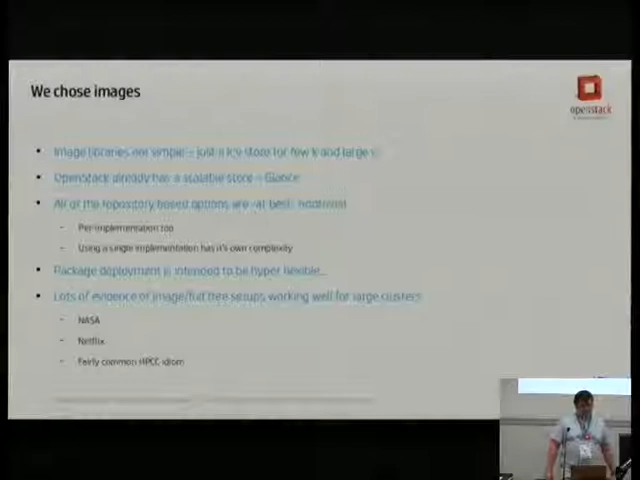 We chose images
openstack
• Image libraries are simple – just a k:v store for few k and large v.
• Openstack already has a scalable store – Glance
• All of the repository based options are -at best- additional
- Per-implementation too
- Using a single implementation has it's own complexity
• Package deployment is intended to be hyper flexible...
• Lots of evidence of image/full tree setups working well for large clusters
- NASA
- Netflix
- Fairly common HPCC idiom